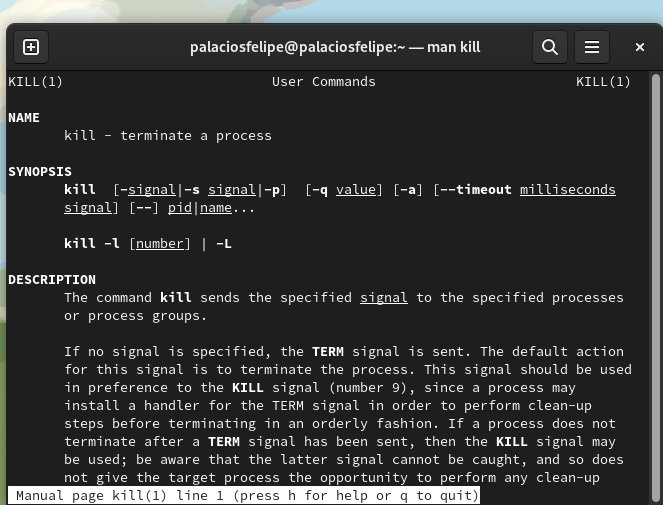 palaciosfelipe@palaciosfelipe:~ — man kill
KILL(1) User Commands KILL(1)
NAME
kill - terminate a process
SYNOPSIS
kill [-signal|-s signal|-p] [-q value] [-a] [--timeout milliseconds
signal] [--] pid|name...
kill -l [number] | -L
DESCRIPTION
The command kill sends the specified signal to the specified processes
or process groups.
If no signal is specified, the TERM signal is sent. The default action
for this signal is to terminate the process. This signal should be used
in preference to the KILL signal (number 9), since a process may
install a handler for the TERM signal in order to perform clean-up
steps before terminating in an orderly fashion. If a process does not
terminate after a TERM signal has been sent, then the KILL signal may
be used; be aware that the latter signal cannot be caught, and so does
not give the target process the opportunity to perform any clean-up
Manual page kill(1) line 1 (press h for help or q to quit)